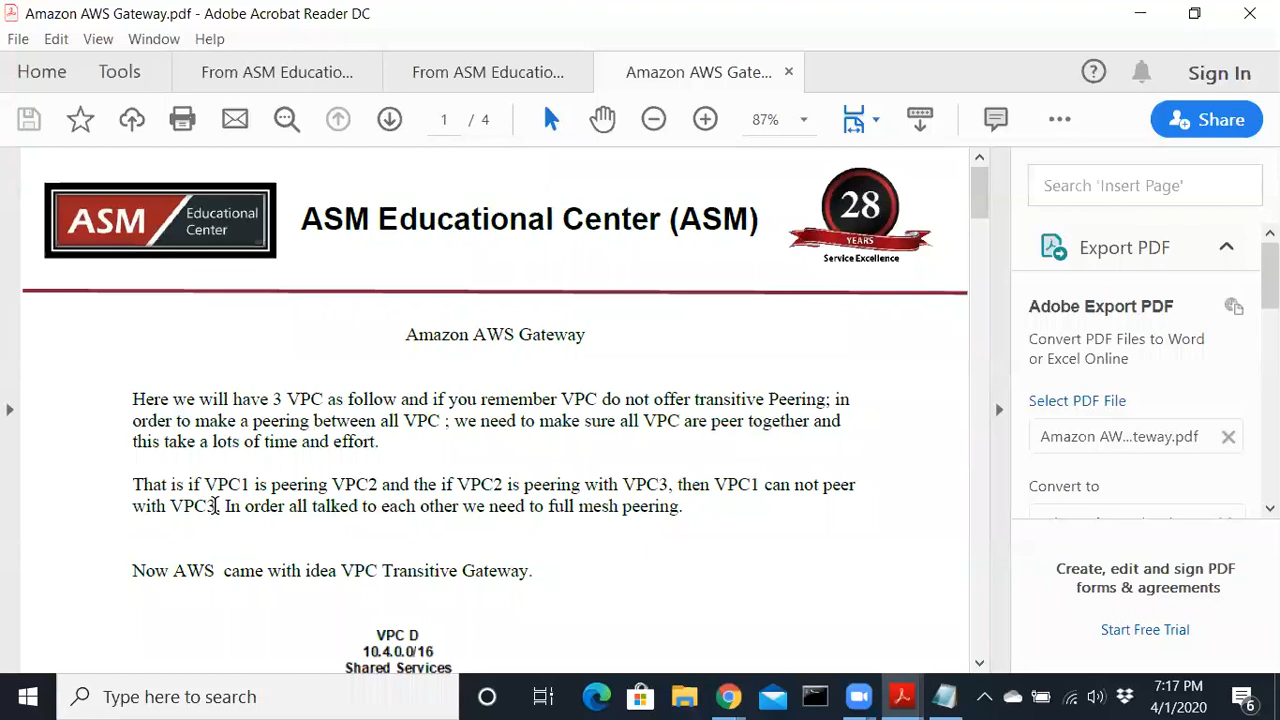 Amazon AWS Gateway.pdf - Adobe Acrobat Reader DC
File Edit View Window Help
Home Tools From ASM Educatio... From ASM Educatio... Amazon AWS Gate... × Sign In
1 / 4 87% Share
ASM Educational Center
ASM Educational Center (ASM)
28 YEARS Service Excellence
Search 'Insert Page'
Export PDF
Adobe Export PDF
Convert PDF Files to Word
or Excel Online
Select PDF File
Amazon AW...teway.pdf
Convert to
Create, edit and sign PDF
forms & agreements
Start Free Trial
Amazon AWS Gateway
Here we will have 3 VPC as follow and if you remember VPC do not offer transitive Peering; in
order to make a peering between all VPC ; we need to make sure all VPC are peer together and
this take a lots of time and effort.
That is if VPC1 is peering VPC2 and the if VPC2 is peering with VPC3, then VPC1 can not peer
with VPC3. In order all talked to each other we need to full mesh peering.
Now AWS came with idea VPC Transitive Gateway.
VPC D
10.4.0.0/16
Shared Services
Type here to search
7:17 PM
4/1/2020
6